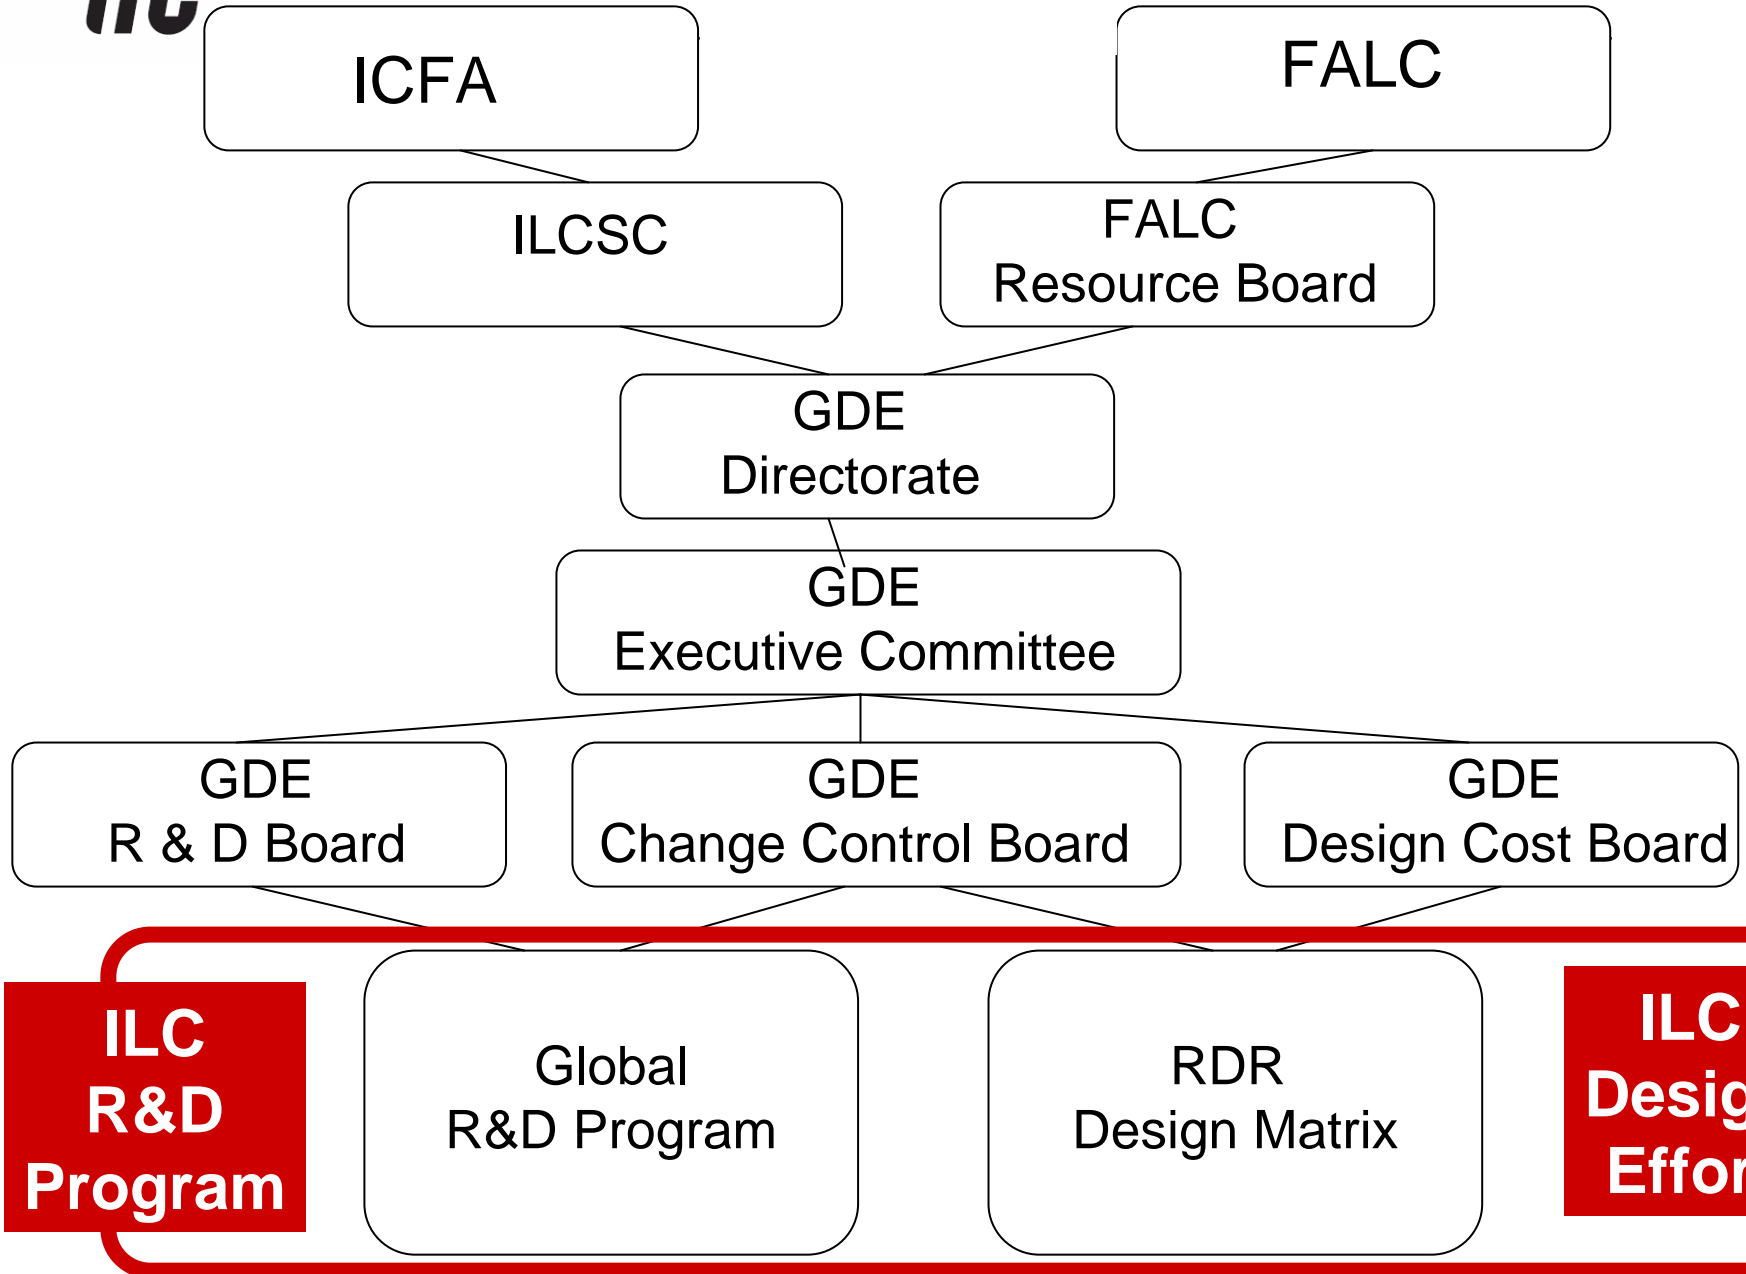 ICFA
FALC
ILCSC
FALC
Resource Board
GDE
Directorate
GDE
Executive Committee
GDE
R & D Board
GDE
Change Control Board
GDE
Design Cost Board
ILC
R&D
Program
Global
R&D Program
RDR
Design Matrix
ILC